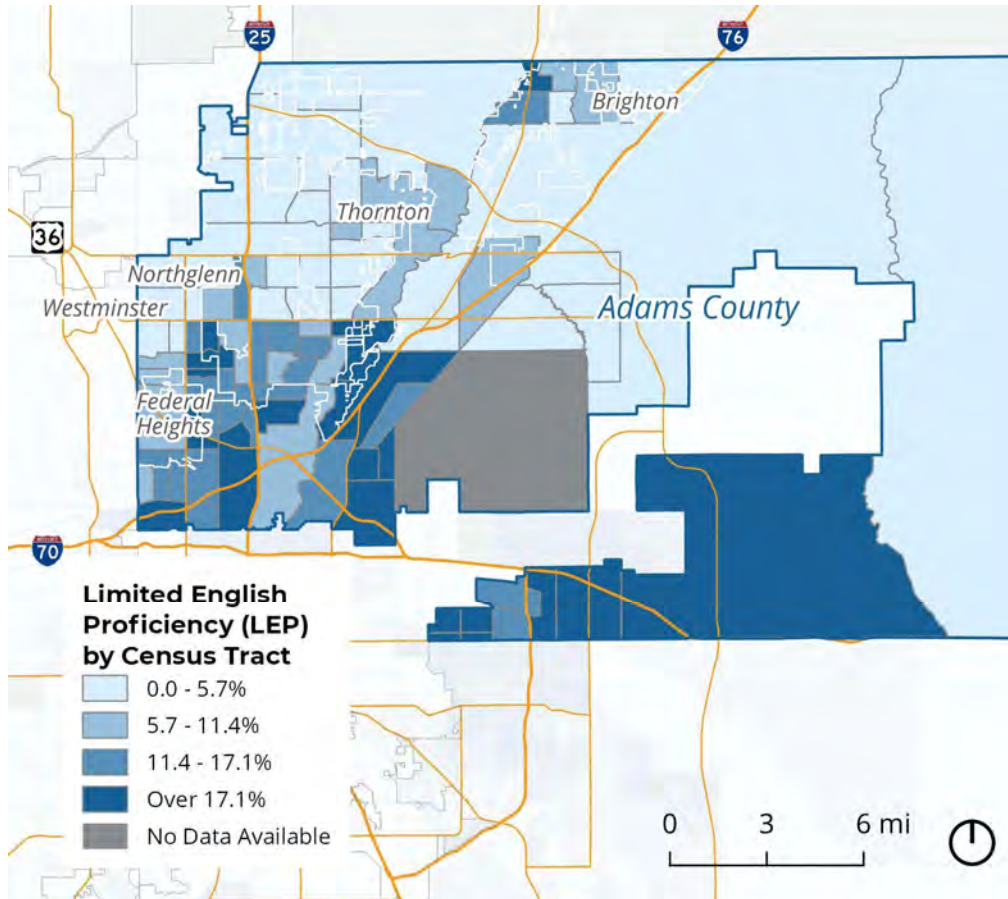 25
76
Brighton
Thornton
36
Northglenn
Westminster
Adams County
Federal
Heights
70
Limited English
Proficiency (LEP)
by Census Tract
0.0 - 5.7%
5.7 - 11.4%
11.4 - 17.1%
Over 17.1%
No Data Available
0 3 6 mi